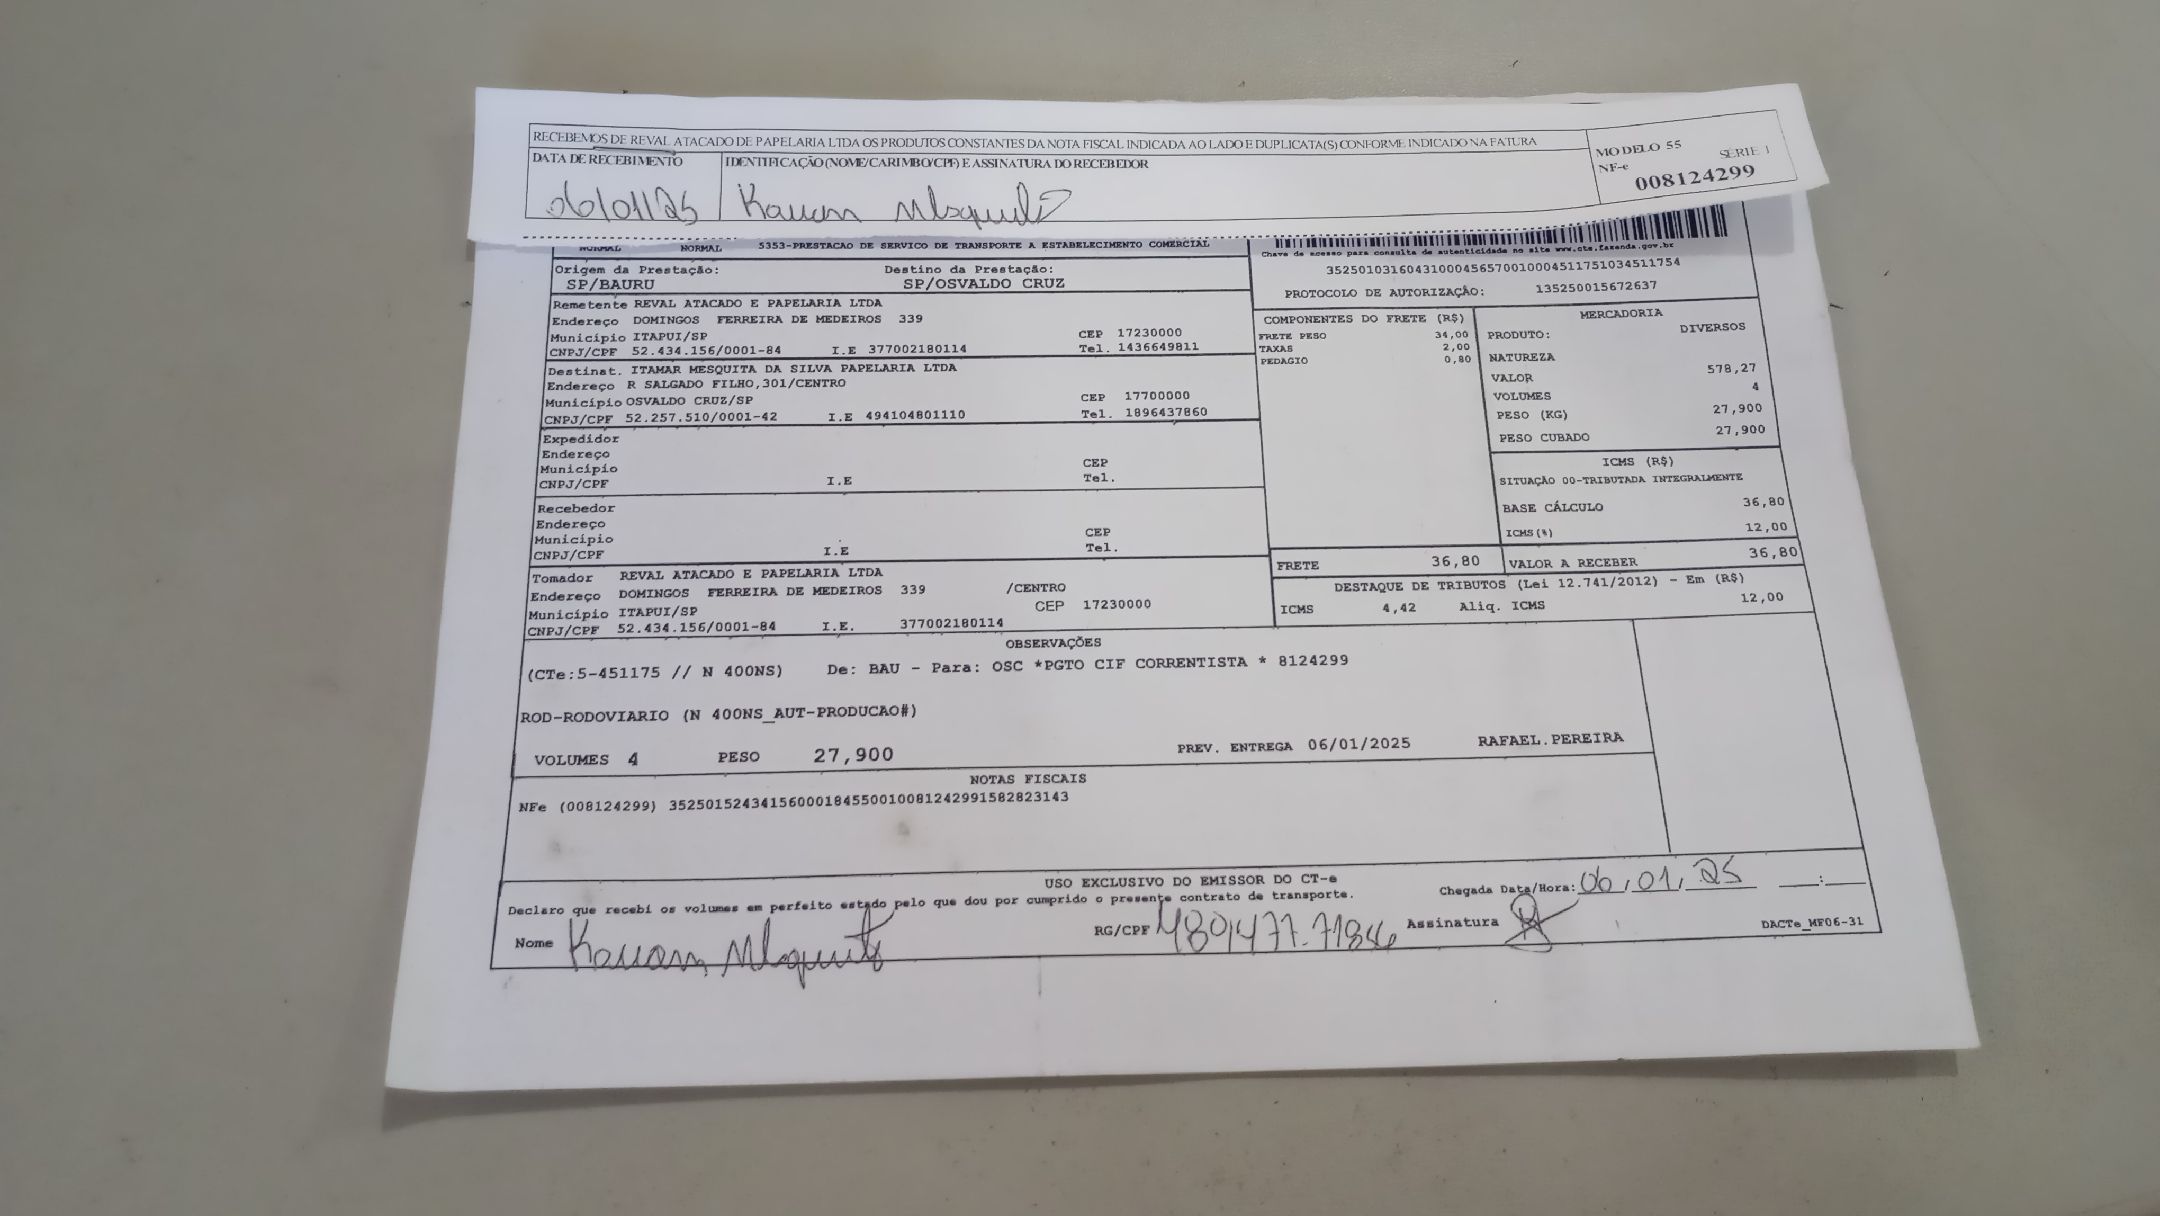 RECEBEMOS DE REVAL ATACADO DE PAPELARIA LTDA OS PRODUTOS CONSTANTES DA NOTA FISCAL INDICADA AO LADO E DUPLICATA(S) CONFORME INDICADO NA FATURA
MODELO 55 SÉRIE 1
NF-e 008124299
DATA DE RECEBIMENTO IDENTIFICAÇÃO (NOME/CARIMBO/CPF) E ASSINATURA DO RECEBEDOR
06/01/25 Kauam Mesquita
NORMAL NORMAL 5353-PRESTACAO DE SERVICO DE TRANSPORTE A ESTABELECIMENTO COMERCIAL
Chave de acesso para consulta de autenticidade no site www.cte.fazenda.gov.br
35250103160431000456570010004511751034511754
PROTOCOLO DE AUTORIZAÇÃO: 135250015672637
Origem da Prestação: Destino da Prestação:
SP/BAURU SP/OSVALDO CRUZ
Remetente REVAL ATACADO E PAPELARIA LTDA
Endereço DOMINGOS FERREIRA DE MEDEIROS 339
Município ITAPUI/SP CEP 17230000
CNPJ/CPF 52.434.156/0001-84 I.E 377002180114 Tel. 1436649811
Destinat. ITAMAR MESQUITA DA SILVA PAPELARIA LTDA
Endereço R SALGADO FILHO,301/CENTRO
Município OSVALDO CRUZ/SP CEP 17700000
CNPJ/CPF 52.257.510/0001-42 I.E 494104801110 Tel. 1896437860
Expedidor
Endereço
Município CEP
CNPJ/CPF I.E Tel.
Recebedor
Endereço
Município CEP
CNPJ/CPF I.E Tel.
Tomador REVAL ATACADO E PAPELARIA LTDA
Endereço DOMINGOS FERREIRA DE MEDEIROS 339 /CENTRO
Município ITAPUI/SP CEP 17230000
CNPJ/CPF 52.434.156/0001-84 I.E. 377002180114
COMPONENTES DO FRETE (R$)
FRETE PESO 34,00
TAXAS 2,00
PEDAGIO 0,80
MERCADORIA
PRODUTO: DIVERSOS
NATUREZA
VALOR 578,27
VOLUMES 4
PESO (KG) 27,900
PESO CUBADO 27,900
ICMS (R$)
SITUAÇÃO 00-TRIBUTADA INTEGRALMENTE
BASE CÁLCULO 36,80
ICMS(%) 12,00
FRETE 36,80 VALOR A RECEBER 36,80
DESTAQUE DE TRIBUTOS (Lei 12.741/2012) - Em (R$)
ICMS 4,42 Aliq. ICMS 12,00
OBSERVAÇÕES
(CTe:5-451175 // N 400NS) De: BAU - Para: OSC *PGTO CIF CORRENTISTA * 8124299
ROD-RODOVIARIO (N 400NS_AUT-PRODUCAO#)
VOLUMES 4 PESO 27,900 PREV. ENTREGA 06/01/2025 RAFAEL.PEREIRA
NOTAS FISCAIS
NFe (008124299) 35250152434156000184550010081242991582823143
USO EXCLUSIVO DO EMISSOR DO CT-e
Declaro que recebi os volumes em perfeito estado pelo que dou por cumprido o presente contrato de transporte.
Chegada Data/Hora: 06,01,25 __:__
Nome Kauam Mesquita RG/CPF 480,477.71846 Assinatura
DACTe_MF06-31